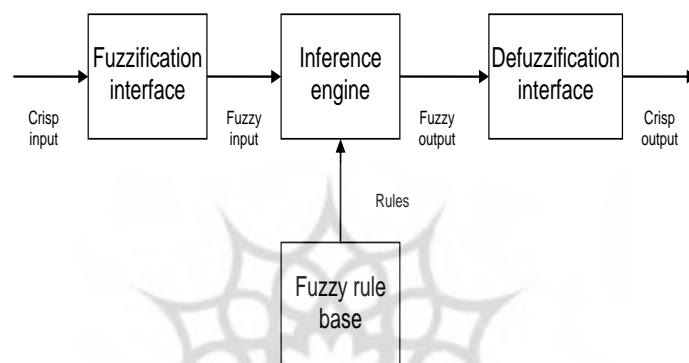 Fuzzification
interface
Inference
engine
Defuzzification
interface
Crisp
input
Fuzzy
input
Fuzzy
output
Crisp
output
Rules
Fuzzy rule
base